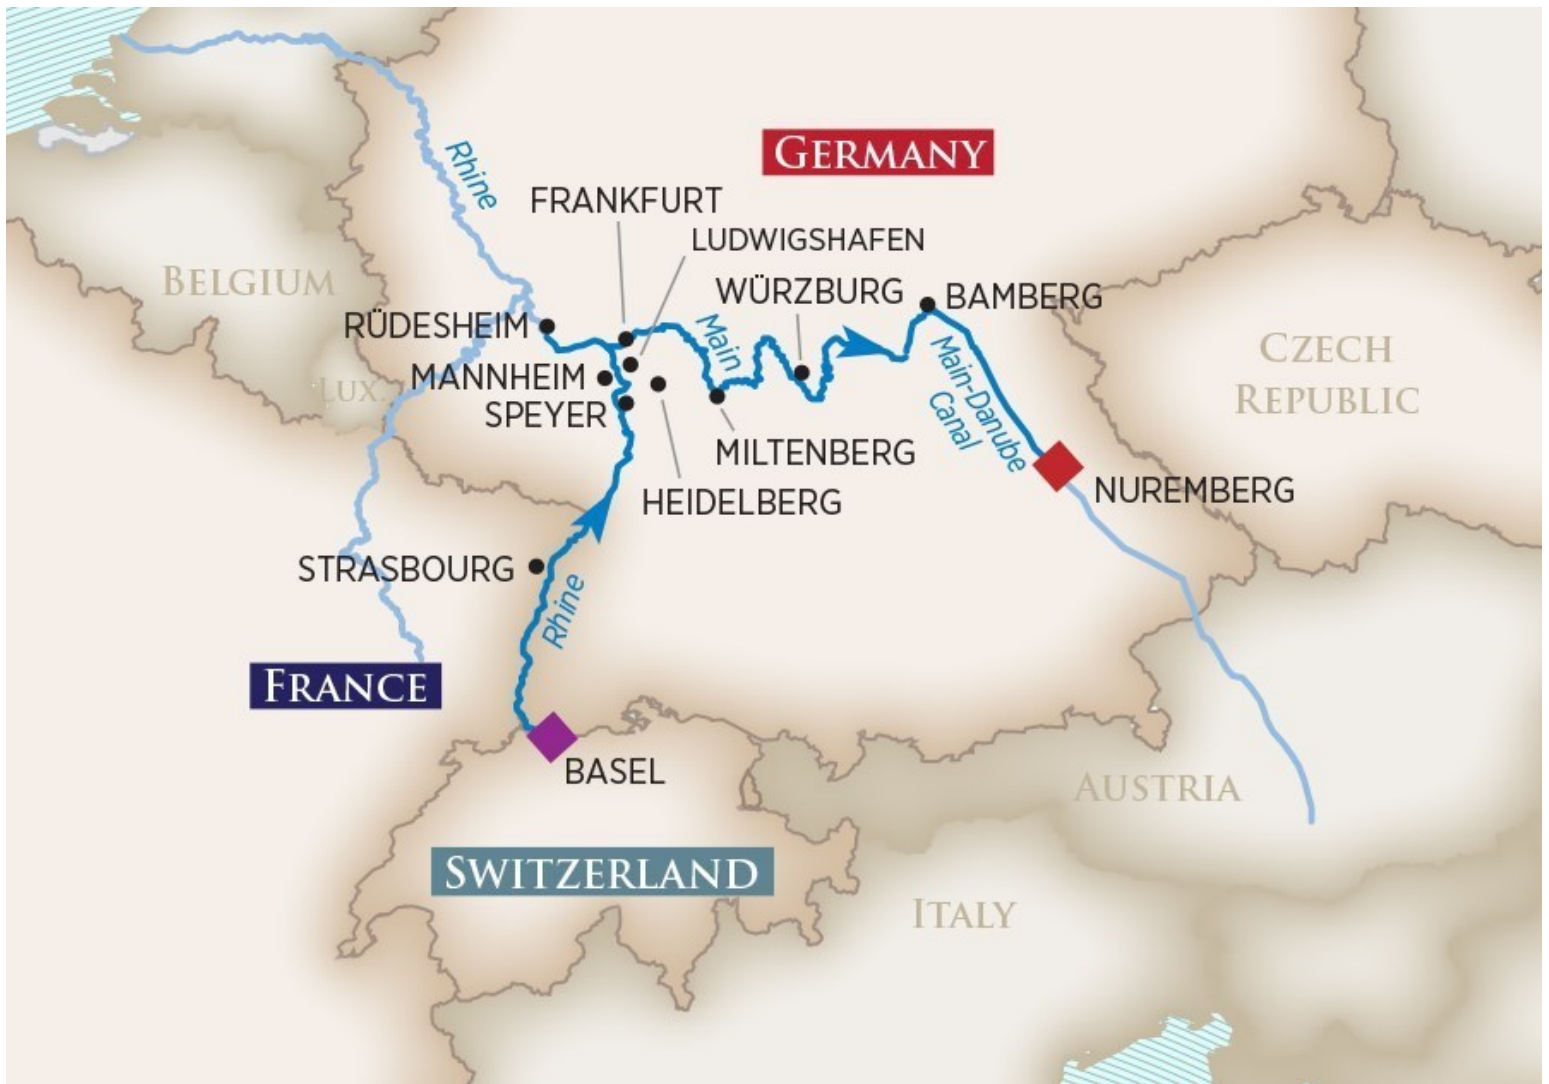 Rhine
GERMANY
FRANKFURT
LUDWIGSHAFEN
BELGIUM
WÜRZBURG
BAMBERG
RÜDESHEIM
Main
CZECH
REPUBLIC
LUX.
MANNHEIM
SPEYER
Main-Danube
Canal
MILTENBERG
HEIDELBERG
NUREMBERG
STRASBOURG
Rhine
FRANCE
BASEL
AUSTRIA
SWITZERLAND
ITALY